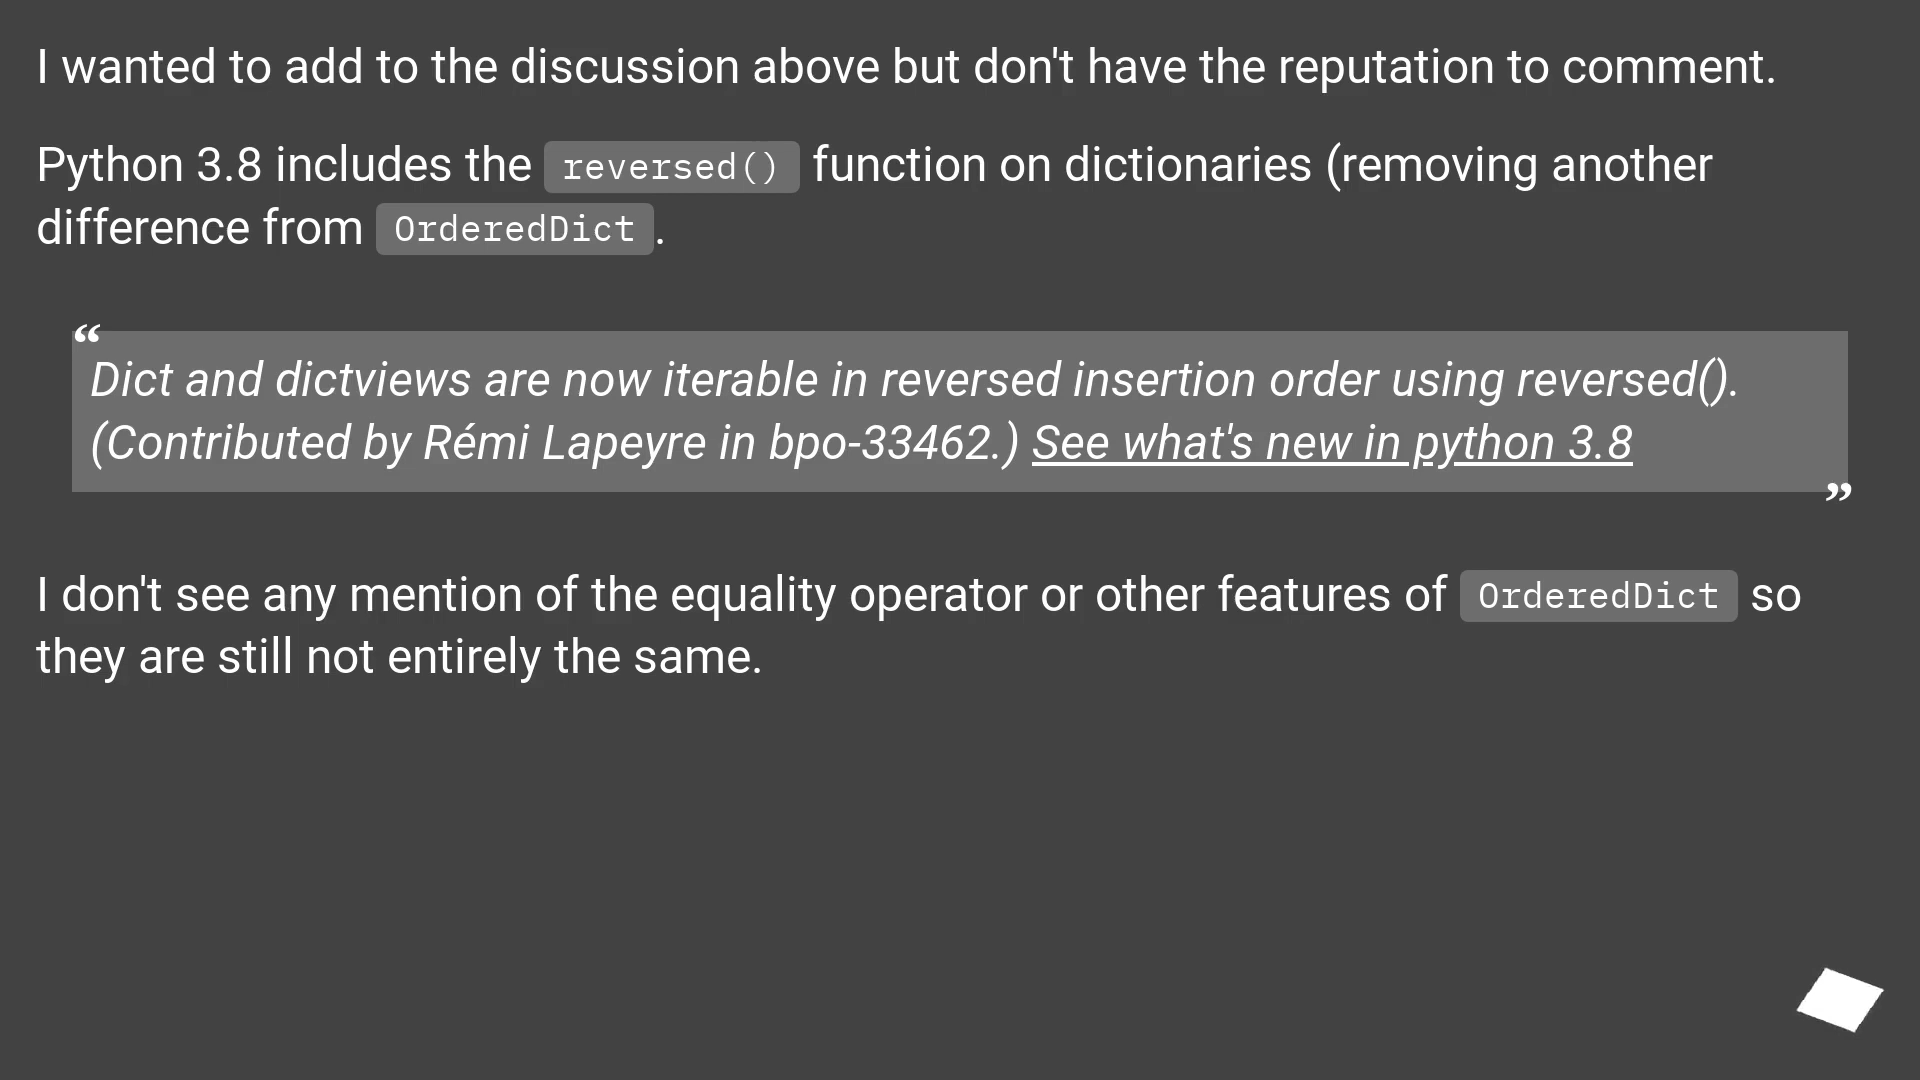 I wanted to add to the discussion above but don't have the reputation to comment.
Python 3.8 includes the reversed() function on dictionaries (removing another
difference from OrderedDict.
“
Dict and dictviews are now iterable in reversed insertion order using reversed().
(Contributed by Rémi Lapeyre in bpo-33462.) See what's new in python 3.8
”
I don't see any mention of the equality operator or other features of OrderedDict so
they are still not entirely the same.